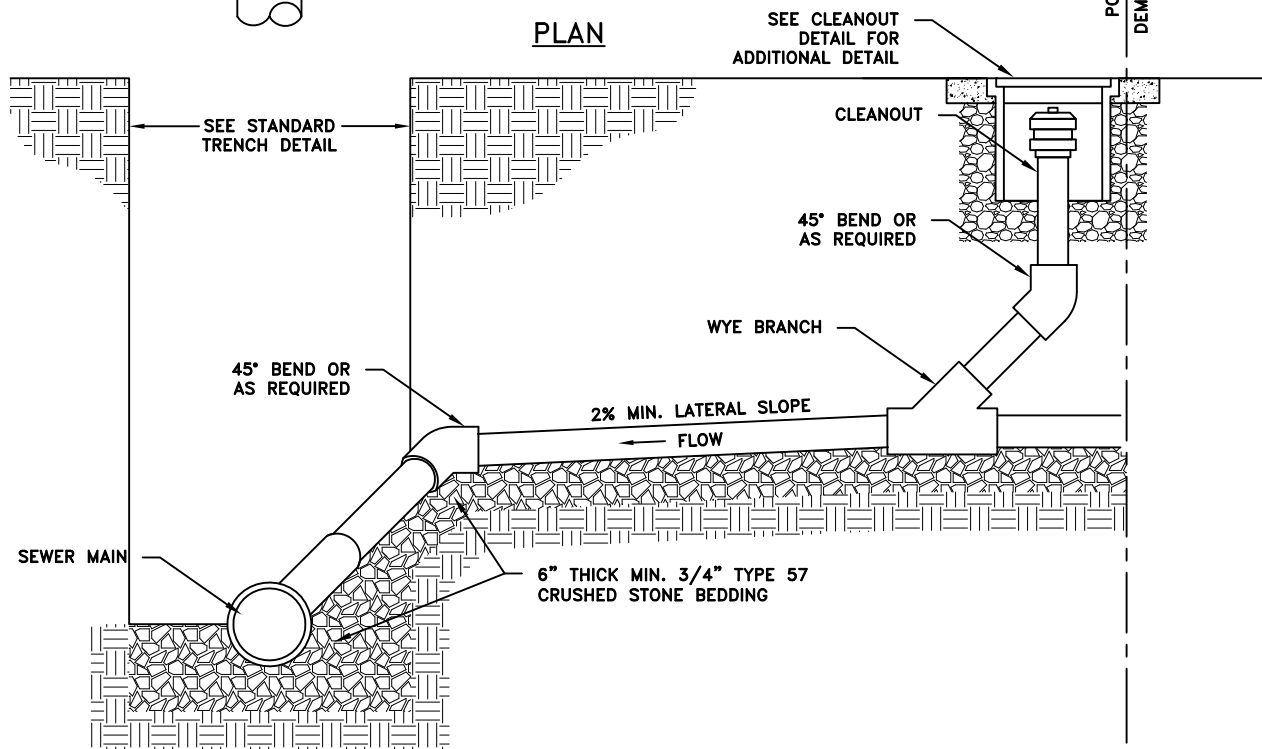 PLAN
SEE CLEANOUT
DETAIL FOR
ADDITIONAL DETAIL
SEE STANDARD
TRENCH DETAIL
CLEANOUT
45° BEND OR
AS REQUIRED
WYE BRANCH
45° BEND OR
AS REQUIRED
2% MIN. LATERAL SLOPE
FLOW
SEWER MAIN
6" THICK MIN. 3/4" TYPE 57
CRUSHED STONE BEDDING